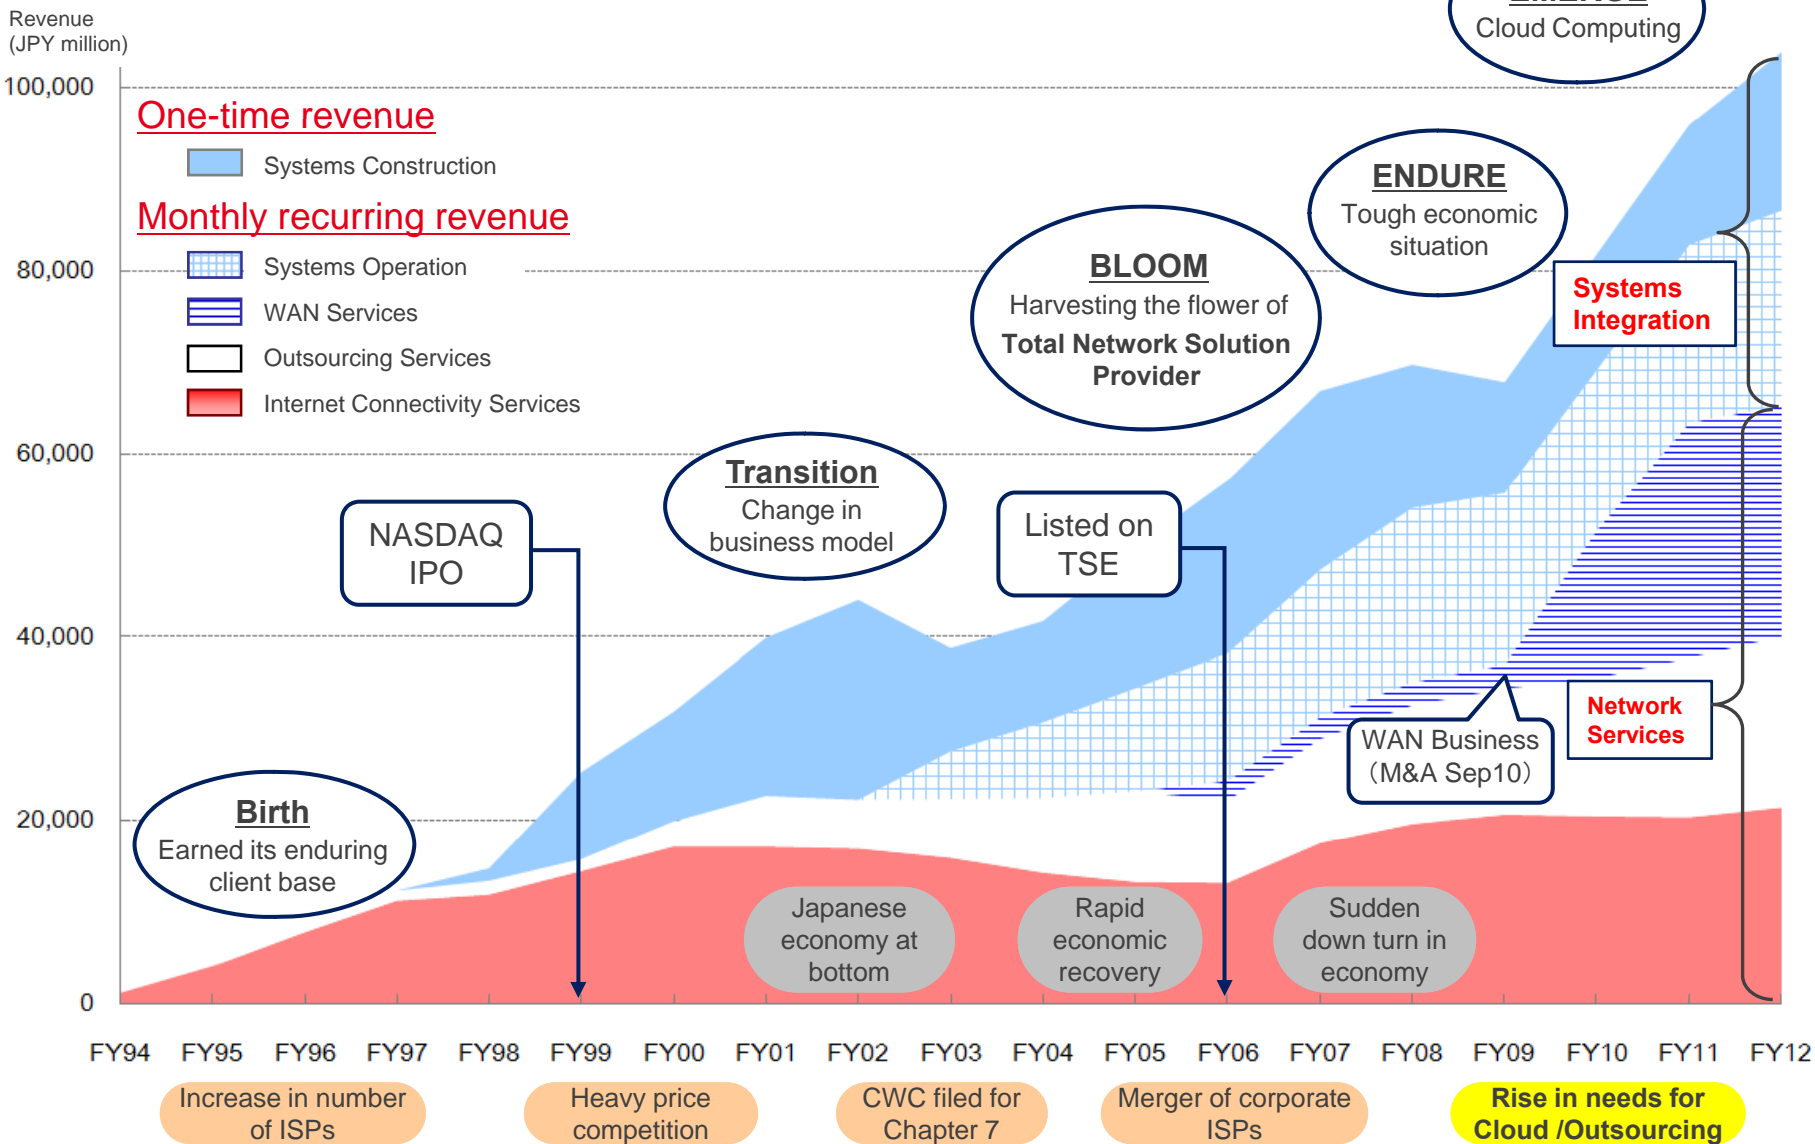 Revenue
(JPY million)
EMERGE
Cloud Computing
100,000
One-time revenue
Systems Construction
Monthly recurring revenue
Systems Operation
WAN Services
Outsourcing Services
Internet Connectivity Services
ENDURE
Tough economic
situation
BLOOM
Harvesting the flower of
Total Network Solution
Provider
80,000
Systems
Integration
60,000
Transition
Change in
business model
NASDAQ
IPO
Listed on
TSE
40,000
Network
Services
WAN Business
（M&A Sep10）
20,000
Birth
Earned its enduring
client base
Japanese
economy at
bottom
Rapid
economic
recovery
Sudden
down turn in
economy
0
FY94 FY95 FY96 FY97 FY98 FY99 FY00 FY01 FY02 FY03 FY04 FY05 FY06 FY07 FY08 FY09 FY10 FY11 FY12
Increase in number
of ISPs
Heavy price
competition
CWC filed for
Chapter 7
Merger of corporate
ISPs
Rise in needs for
Cloud /Outsourcing